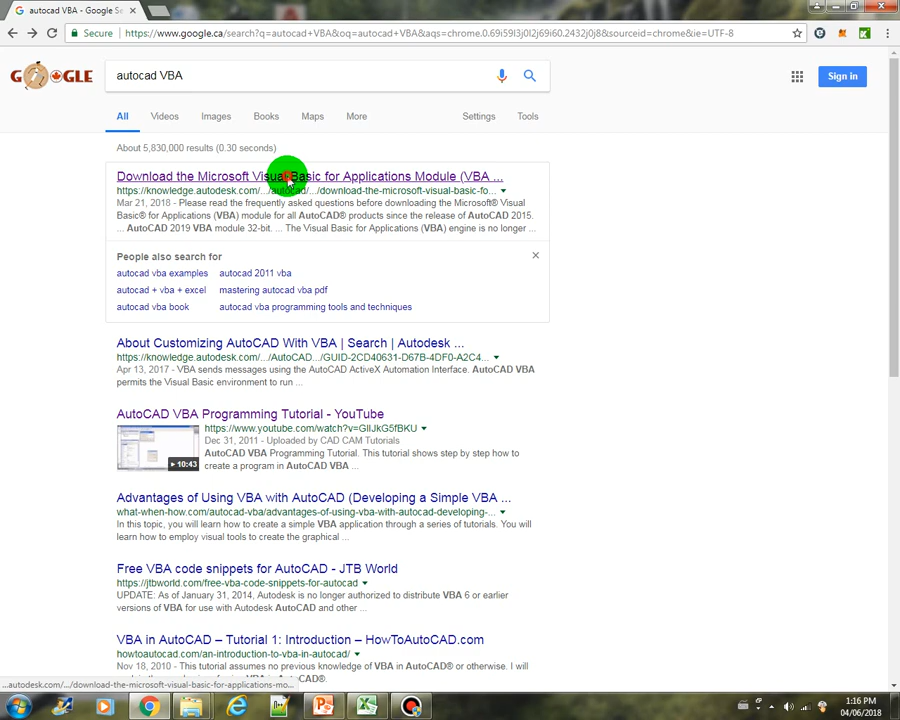 autocad VBA - Google Se
Secure
https://www.google.ca/search?q=autocad+VBA&oq=autocad+VBA&aqs=chrome.0.69i59l3j0l2j69i60.2432j0j8&sourceid=chrome&ie=UTF-8
GOOGLE
autocad VBA
Sign in
All Videos Images Books Maps More Settings Tools
About 5,830,000 results (0.30 seconds)
Download the Microsoft Visual Basic for Applications Module (VBA ...
https://knowledge.autodesk.com/.../autocad/.../download-the-microsoft-visual-basic-fo...
Mar 21, 2018 - Please read the frequently asked questions before downloading the Microsoft® Visual
Basic® for Applications (VBA) module for all AutoCAD® products since the release of AutoCAD 2015.
... AutoCAD 2019 VBA module 32-bit. ... The Visual Basic for Applications (VBA) engine is no longer ...
People also search for
autocad vba examples autocad 2011 vba
autocad + vba + excel mastering autocad vba pdf
autocad vba book autocad vba programming tools and techniques
About Customizing AutoCAD With VBA | Search | Autodesk ...
https://knowledge.autodesk.com/.../AutoCAD.../GUID-2CD40631-D67B-4DF0-A2C4...
Apr 13, 2017 - VBA sends messages using the AutoCAD ActiveX Automation Interface. AutoCAD VBA
permits the Visual Basic environment to run ...
AutoCAD VBA Programming Tutorial - YouTube
https://www.youtube.com/watch?v=GIIJkG5fBKU
Dec 31, 2011 - Uploaded by CAD CAM Tutorials
AutoCAD VBA Programming Tutorial. This tutorial shows step by step how to
create a program in AutoCAD VBA ...
10:43
Advantages of Using VBA with AutoCAD (Developing a Simple VBA ...
what-when-how.com/autocad-vba/advantages-of-using-vba-with-autocad-developing-...
In this topic, you will learn how to create a simple VBA application through a series of tutorials. You will
learn how to employ visual tools to create the graphical ...
Free VBA code snippets for AutoCAD - JTB World
https://jtbworld.com/free-vba-code-snippets-for-autocad
UPDATE: As of January 31, 2014, Autodesk is no longer authorized to distribute VBA 6 or earlier
versions of VBA for use with Autodesk AutoCAD and other ...
VBA in AutoCAD – Tutorial 1: Introduction – HowToAutoCAD.com
howtoautocad.com/an-introduction-to-vba-in-autocad/
Nov 18, 2010 - This tutorial assumes no previous knowledge of VBA in AutoCAD® or otherwise. I will
AutoCAD®.
...autodesk.com/.../download-the-microsoft-visual-basic-for-applications-mo...
1:16 PM
04/06/2018